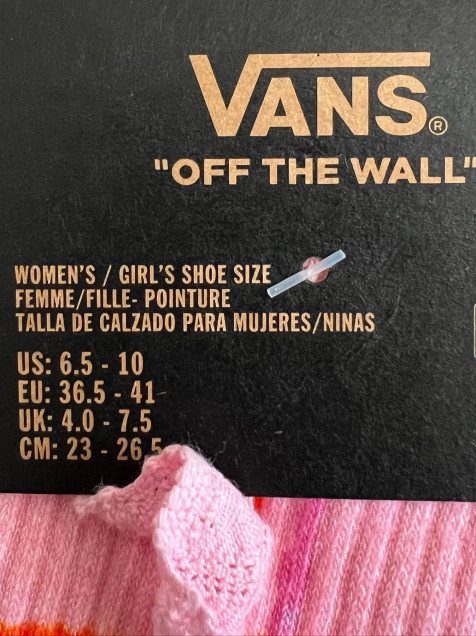 VANS®
"OFF THE WALL"
WOMEN'S / GIRL'S SHOE SIZE
FEMME/FILLE- POINTURE
TALLA DE CALZADO PARA MUJERES/NINAS
US: 6.5 - 10
EU: 36.5 - 41
UK: 4.0 - 7.5
CM: 23 - 26.5